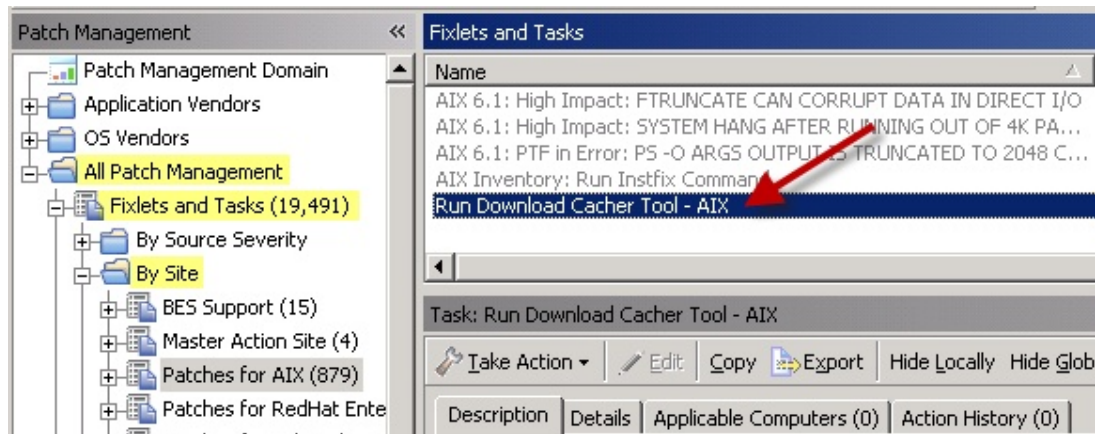 Patch Management «
Patch Management Domain
Application Vendors
OS Vendors
All Patch Management
Fixlets and Tasks (19,491)
By Source Severity
By Site
BES Support (15)
Master Action Site (4)
Patches for AIX (879)
Patches for RedHat Ente
Fixlets and Tasks
Name
AIX 6.1: High Impact: FTRUNCATE CAN CORRUPT DATA IN DIRECT I/O
AIX 6.1: High Impact: SYSTEM HANG AFTER RUNNING OUT OF 4K PA...
AIX 6.1: PTF in Error: PS -O ARGS OUTPUT IS TRUNCATED TO 2048 C...
AIX Inventory: Run Instfix Command
Run Download Cacher Tool - AIX
Task: Run Download Cacher Tool - AIX
Take Action Edit Copy Export Hide Locally Hide Glob
Description Details Applicable Computers (0) Action History (0)